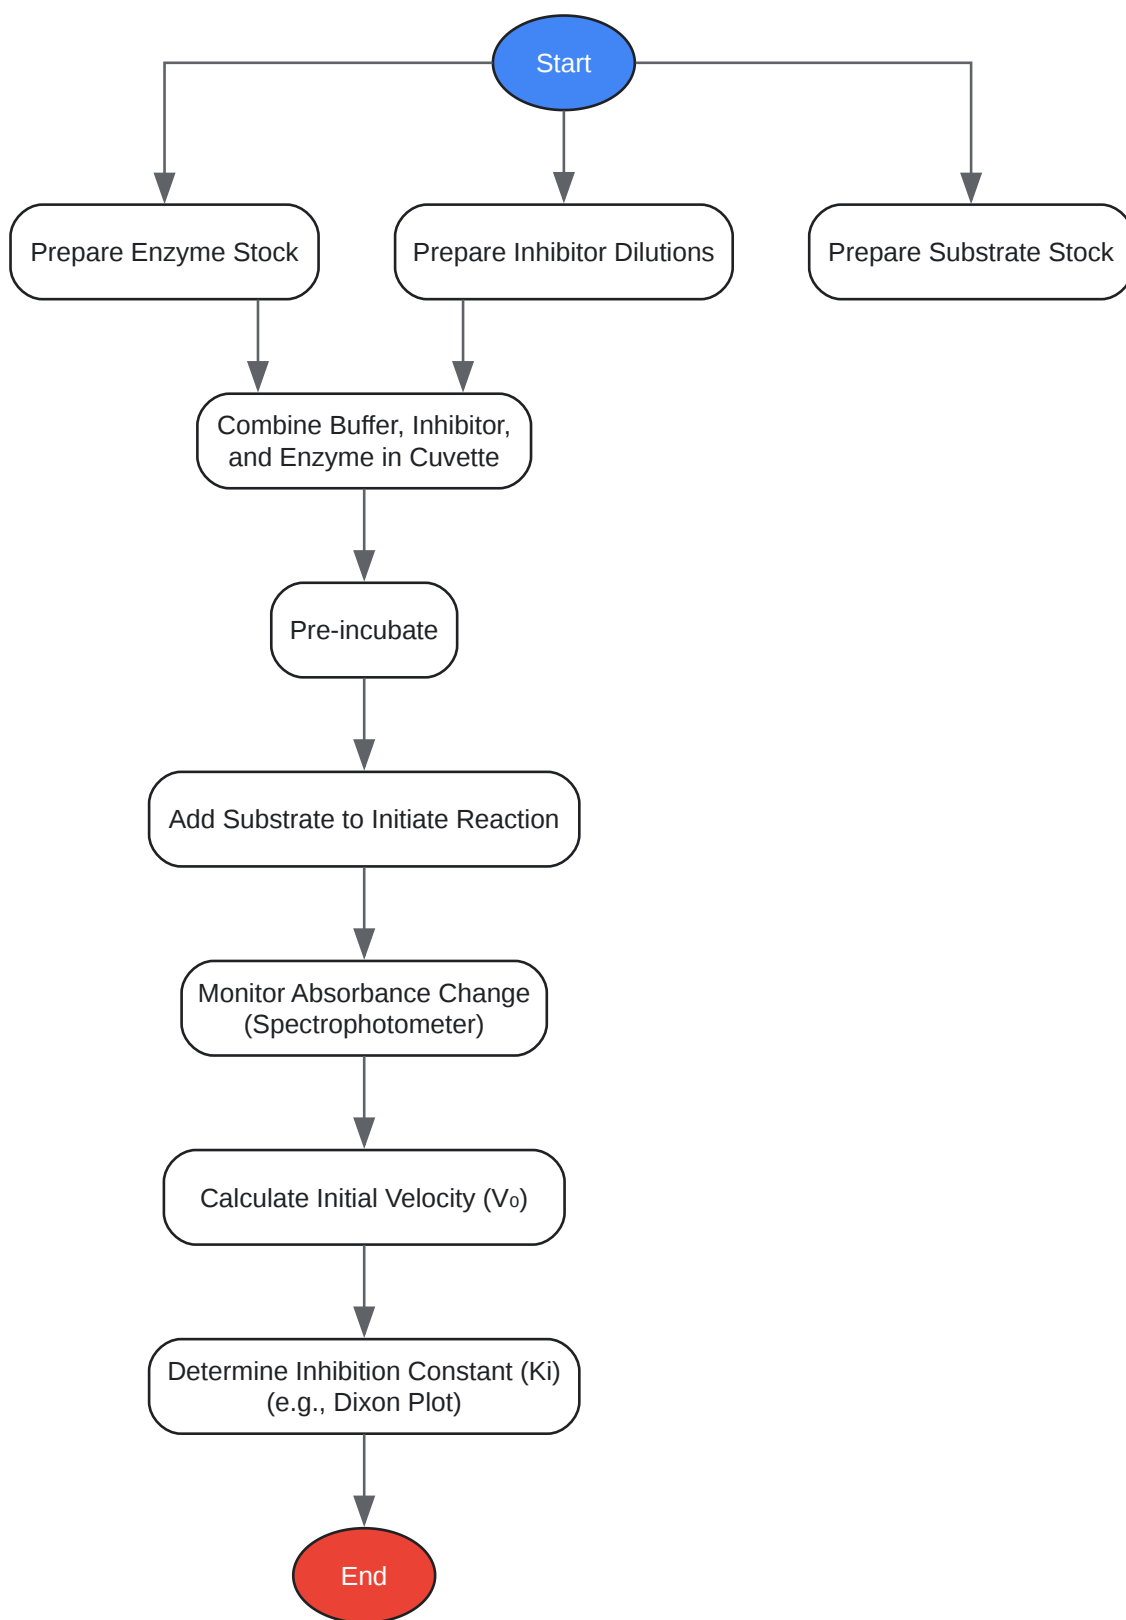 Start
Prepare Enzyme Stock
Prepare Inhibitor Dilutions
Prepare Substrate Stock
Combine Buffer, Inhibitor,
and Enzyme in Cuvette
Pre-incubate
Add Substrate to Initiate Reaction
Monitor Absorbance Change
(Spectrophotometer)
Calculate Initial Velocity (V₀)
Determine Inhibition Constant (Ki)
(e.g., Dixon Plot)
End